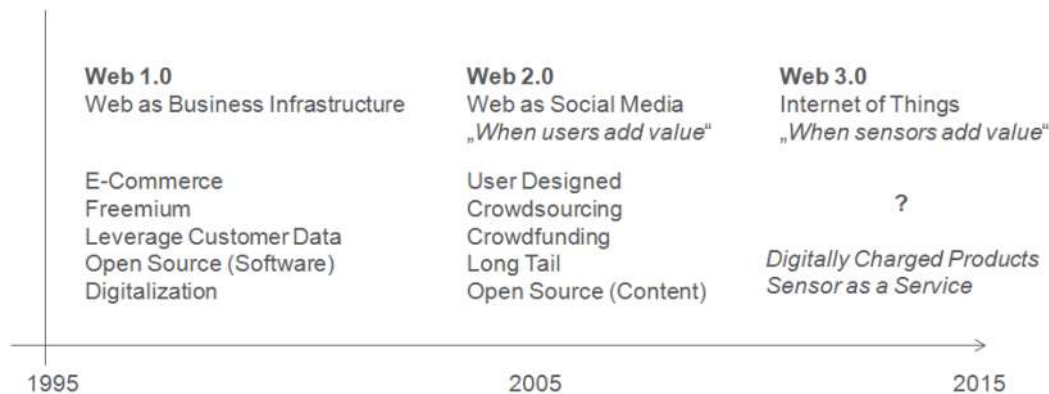 Web 1.0
Web as Business Infrastructure
E-Commerce
Freemium
Leverage Customer Data
Open Source (Software)
Digitalization
Web 2.0
Web as Social Media
„When users add value“
User Designed
Crowdsourcing
Crowdfunding
Long Tail
Open Source (Content)
Web 3.0
Internet of Things
„When sensors add value“
?
Digitally Charged Products
Sensor as a Service
1995
2005
2015